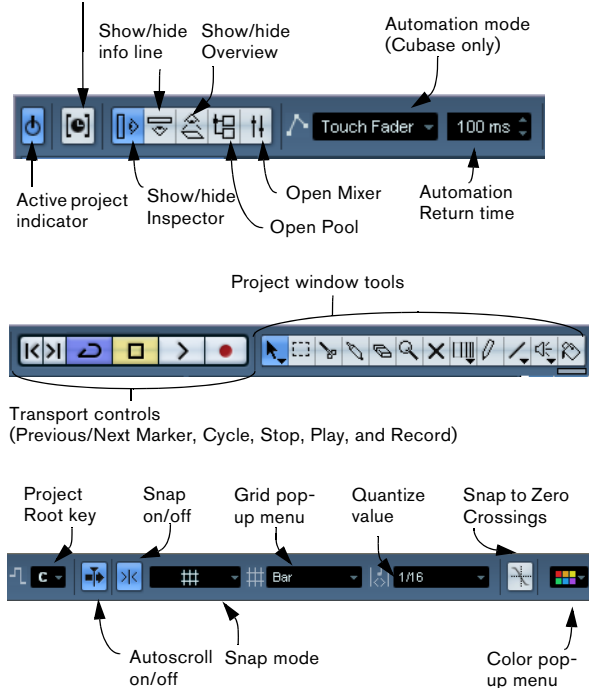 Show/hide
info line
Show/hide
Overview
Automation mode
(Cubase only)
Touch Fader
100 ms
Active project
indicator
Show/hide
Inspector
Open Mixer
Open Pool
Automation
Return time
Project window tools
Transport controls
(Previous/Next Marker, Cycle, Stop, Play, and Record)
Project
Root key
Snap
on/off
Grid pop-
up menu
Quantize
value
Snap to Zero
Crossings
C
Bar
1/16
Autoscroll
on/off
Snap mode
Color pop-
up menu